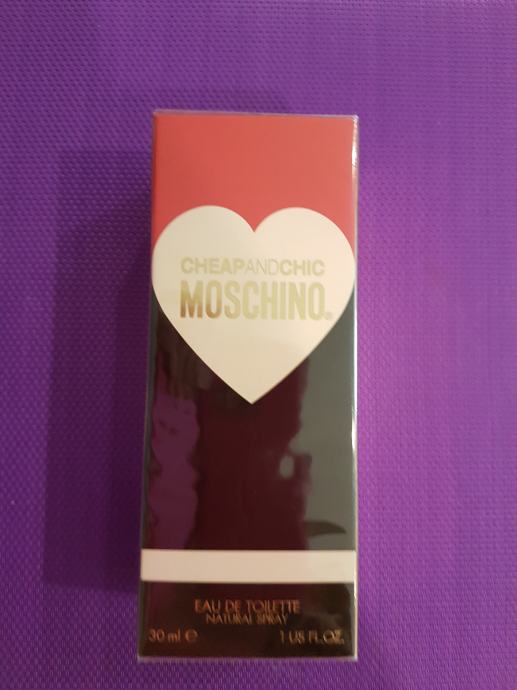 CHEAPANDCHIC
MOSCHINO®
EAU DE TOILETTE
NATURAL SPRAY
30 ml ℮ 1 US FL.OZ.